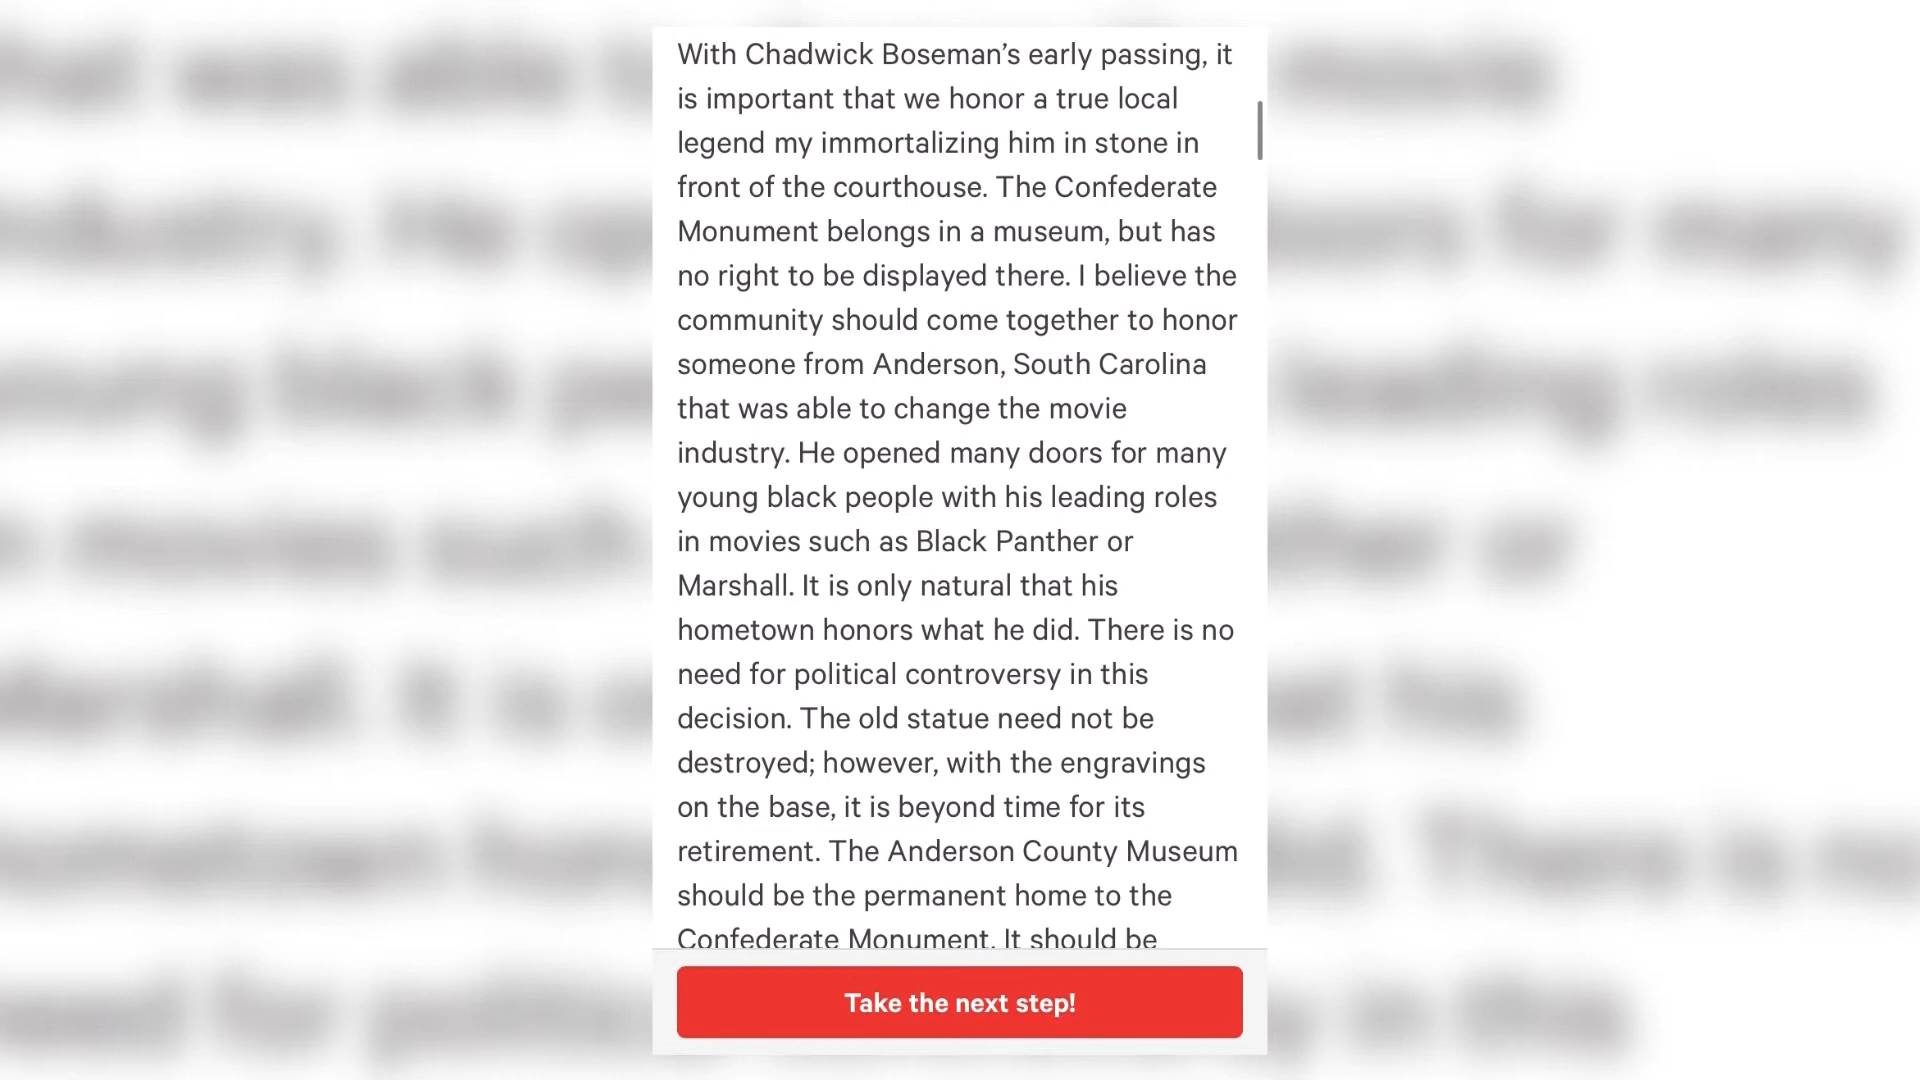 With Chadwick Boseman’s early passing, it
is important that we honor a true local
legend my immortalizing him in stone in
front of the courthouse. The Confederate
Monument belongs in a museum, but has
no right to be displayed there. I believe the
community should come together to honor
someone from Anderson, South Carolina
that was able to change the movie
industry. He opened many doors for many
young black people with his leading roles
in movies such as Black Panther or
Marshall. It is only natural that his
hometown honors what he did. There is no
need for political controversy in this
decision. The old statue need not be
destroyed; however, with the engravings
on the base, it is beyond time for its
retirement. The Anderson County Museum
should be the permanent home to the
Confederate Monument. It should be
Take the next step!